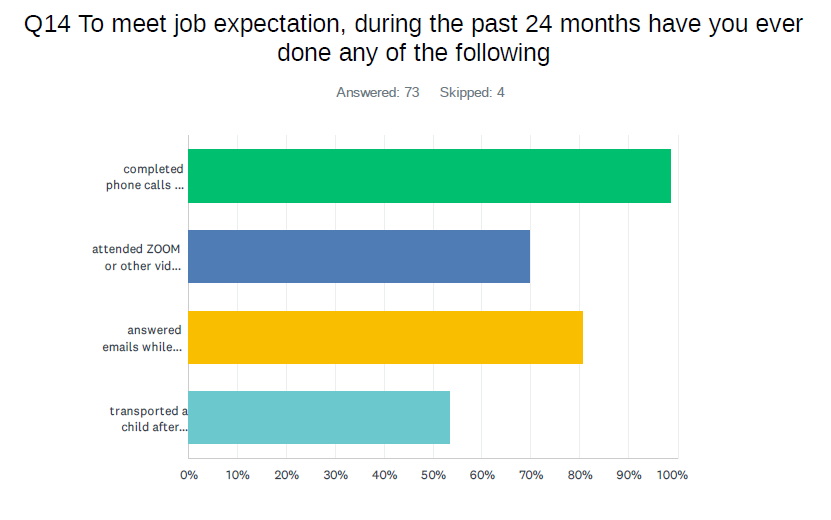 Q14 To meet job expectation, during the past 24 months have you ever
done any of the following
Answered: 73 Skipped: 4
completed
phone calls ...
attended ZOOM
or other vid...
answered
emails while...
transported a
child after...
0% 10% 20% 30% 40% 50% 60% 70% 80% 90% 100%